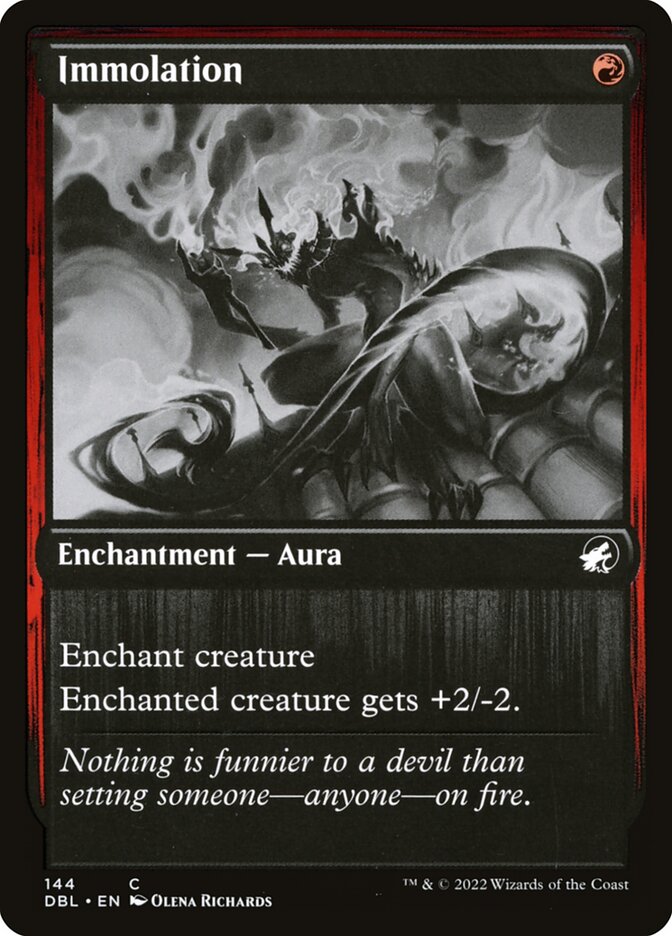 Immolation
Enchantment — Aura
Enchant creature
Enchanted creature gets +2/-2.
Nothing is funnier to a devil than
setting someone—anyone—on fire.
144 C
DBL • EN Olena Richards
™ & © 2022 Wizards of the Coast